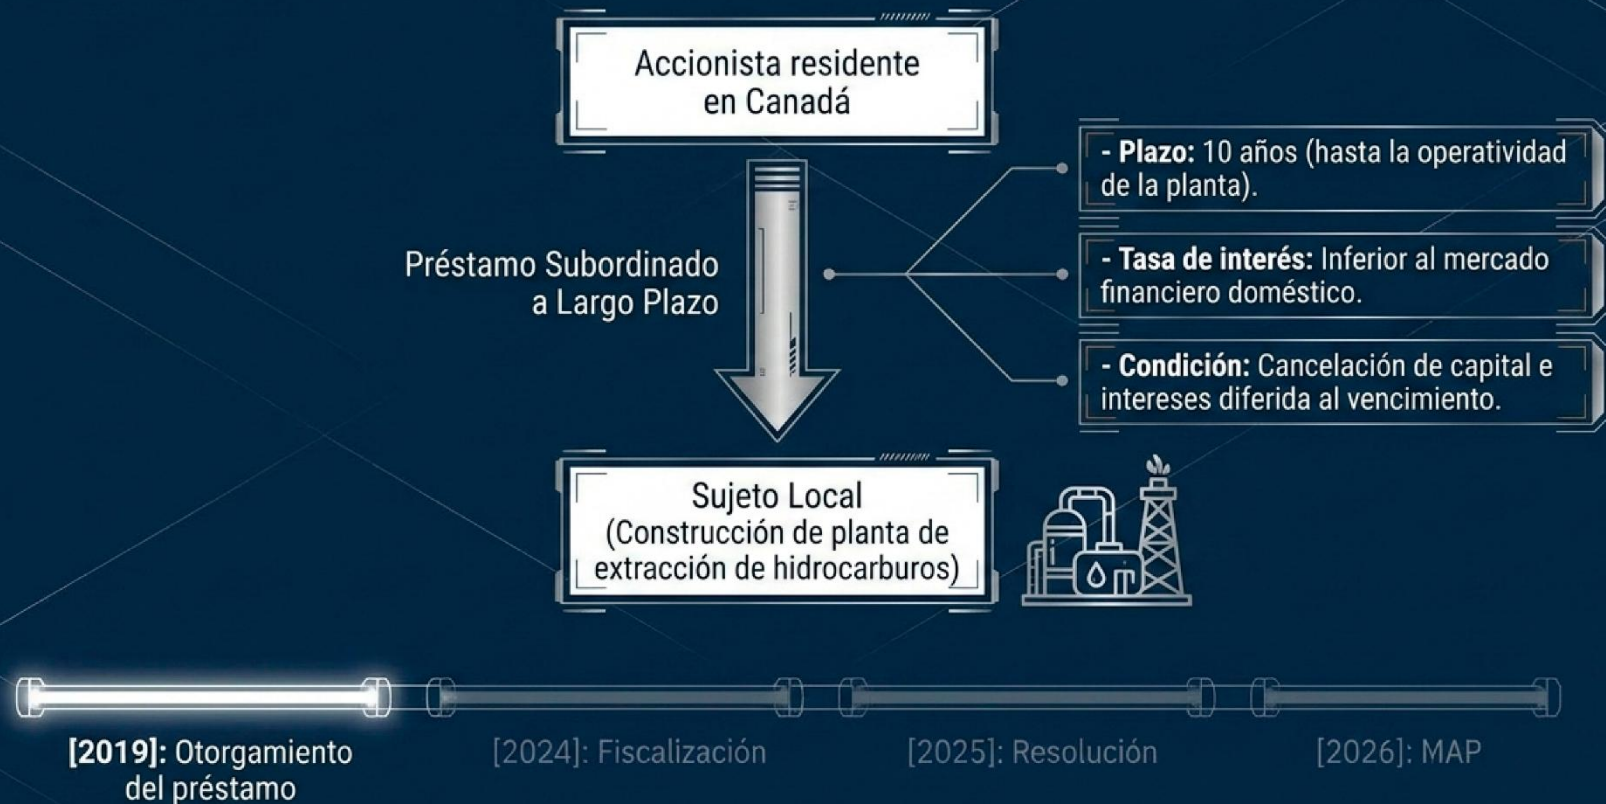 Accionista residente
en Canadá
- Plazo: 10 años (hasta la operatividad
de la planta).
Préstamo Subordinado
a Largo Plazo
- Tasa de interés: Inferior al mercado
financiero doméstico.
- Condición: Cancelación de capital e
intereses diferida al vencimiento.
Sujeto Local
(Construcción de planta de
extracción de hidrocarburos)
[2019]: Otorgamiento
del préstamo
[2024]: Fiscalización
[2025]: Resolución
[2026]: MAP